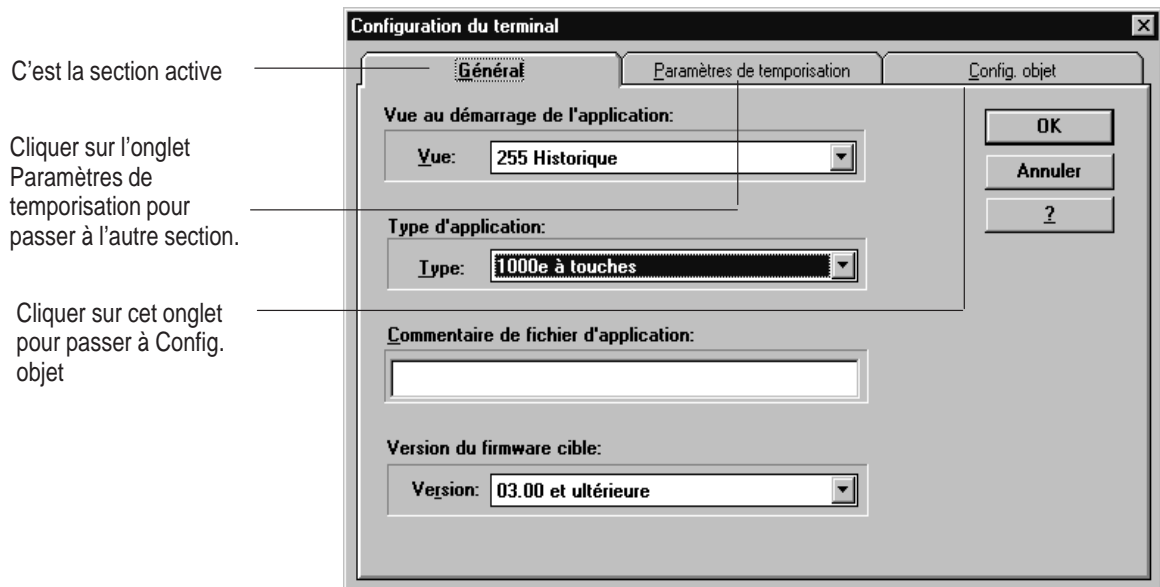 Configuration du terminal
C'est la section active
Général
Paramètres de temporisation
Config. objet
Vue au démarrage de l'application:
Vue: 255 Historique
OK
Annuler
?
Cliquer sur l’onglet
Paramètres de
temporisation pour
passer à l’autre section.
Type d'application:
Type: 1000e à touches
Cliquer sur cet onglet
pour passer à Config.
objet
Commentaire de fichier d'application:
Version du firmware cible:
Version: 03.00 et ultérieure